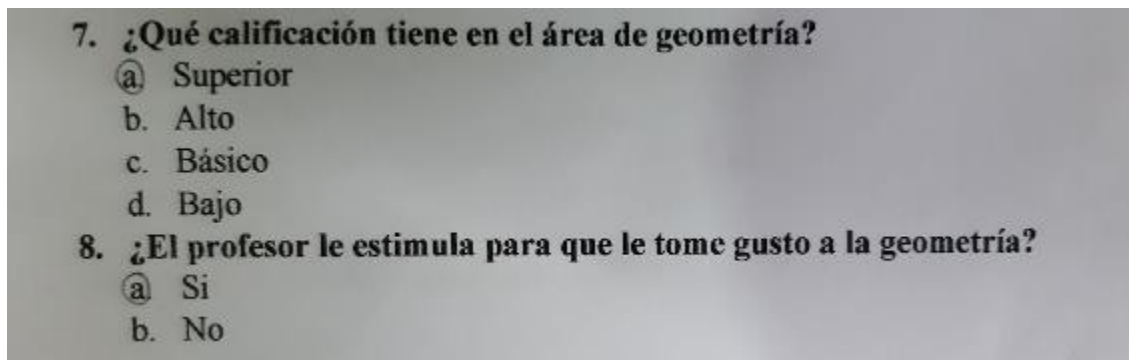 7. ¿Qué calificación tiene en el área de geometría?
a. Superior
b. Alto
c. Básico
d. Bajo
8. ¿El profesor le estimula para que le tome gusto a la geometría?
a. Si
b. No